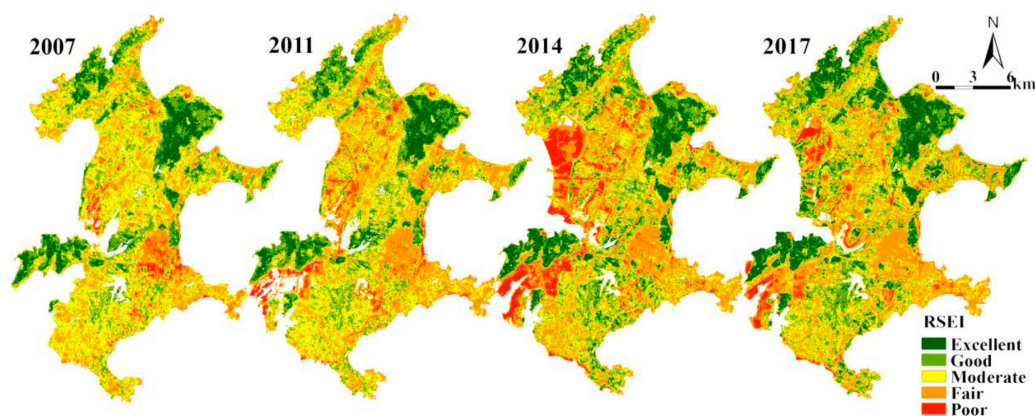 2007
2011
2014
2017
N
0 3 6
km
RSEI
Excellent
Good
Moderate
Fair
Poor